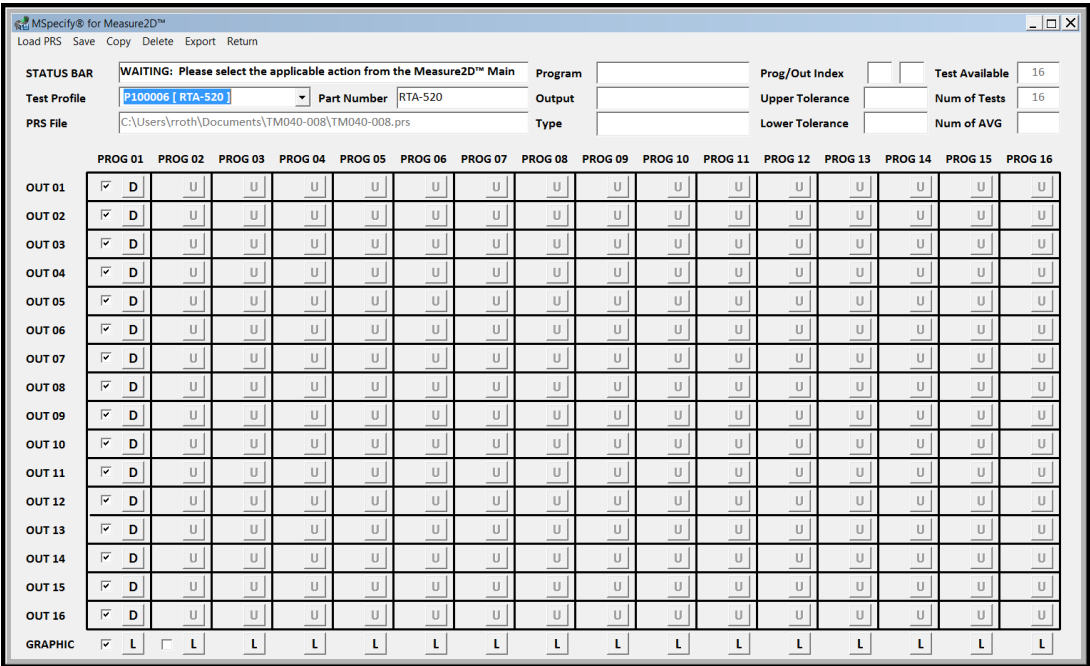 MSpecify® for Measure2D™
Load PRS Save Copy Delete Export Return
STATUS BAR WAITING: Please select the applicable action from the Measure2D™ Main Program Prog/Out Index Test Available 16
Test Profile P100006 [ RTA-520 ] Part Number RTA-520 Output Upper Tolerance Num of Tests 16
PRS File C:\Users\rroth\Documents\TM040-008\TM040-008.prs Type Lower Tolerance Num of AVG
PROG 01 PROG 02 PROG 03 PROG 04 PROG 05 PROG 06 PROG 07 PROG 08 PROG 09 PROG 10 PROG 11 PROG 12 PROG 13 PROG 14 PROG 15 PROG 16
OUT 01 D U U U U U U U U U U U U U U U
OUT 02 D U U U U U U U U U U U U U U U
OUT 03 D U U U U U U U U U U U U U U U
OUT 04 D U U U U U U U U U U U U U U U
OUT 05 D U U U U U U U U U U U U U U U
OUT 06 D U U U U U U U U U U U U U U U
OUT 07 D U U U U U U U U U U U U U U U
OUT 08 D U U U U U U U U U U U U U U U
OUT 09 D U U U U U U U U U U U U U U U
OUT 10 D U U U U U U U U U U U U U U U
OUT 11 D U U U U U U U U U U U U U U U
OUT 12 D U U U U U U U U U U U U U U U
OUT 13 D U U U U U U U U U U U U U U U
OUT 14 D U U U U U U U U U U U U U U U
OUT 15 D U U U U U U U U U U U U U U U
OUT 16 D U U U U U U U U U U U U U U U
GRAPHIC L L L L L L L L L L L L L L L L